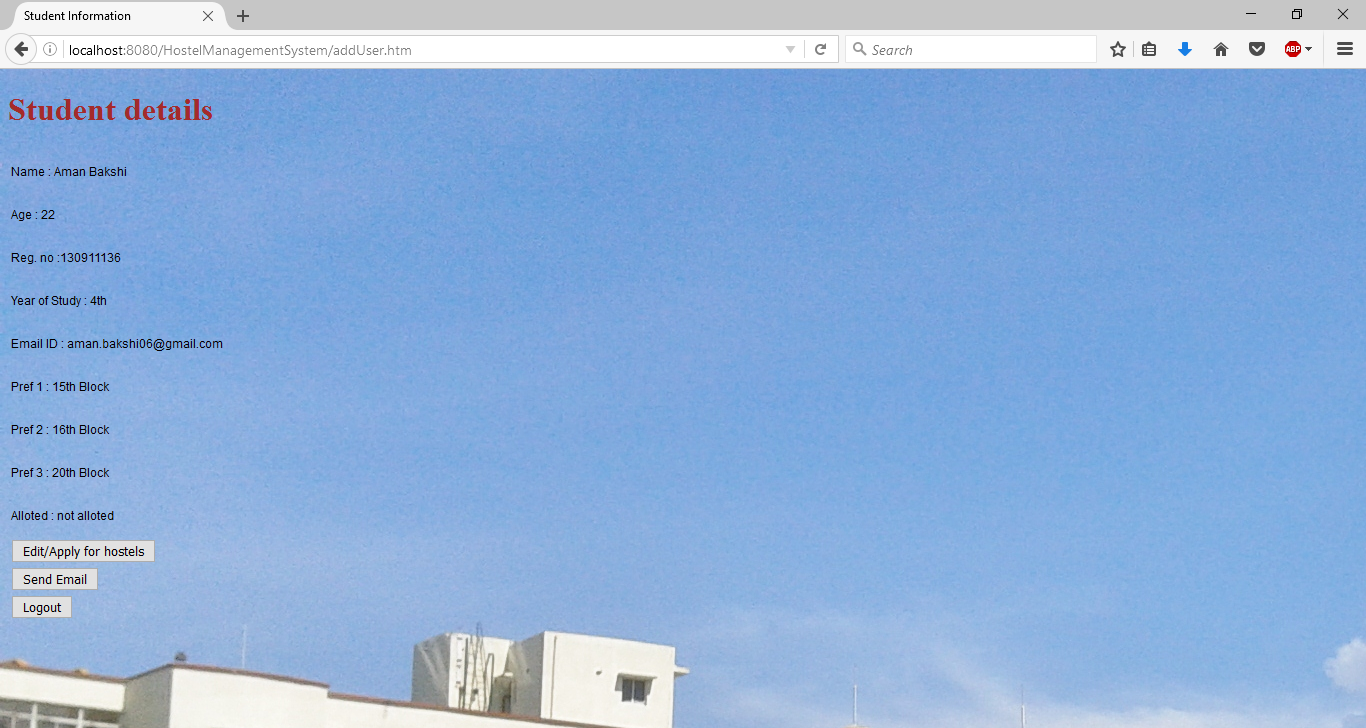 Student Information
localhost:8080/HostelManagementSystem/addUser.htm
Search
ABP
Student details
Name : Aman Bakshi
Age : 22
Reg. no :130911136
Year of Study : 4th
Email ID : aman.bakshi06@gmail.com
Pref 1 : 15th Block
Pref 2 : 16th Block
Pref 3 : 20th Block
Alloted : not alloted
Edit/Apply for hostels
Send Email
Logout